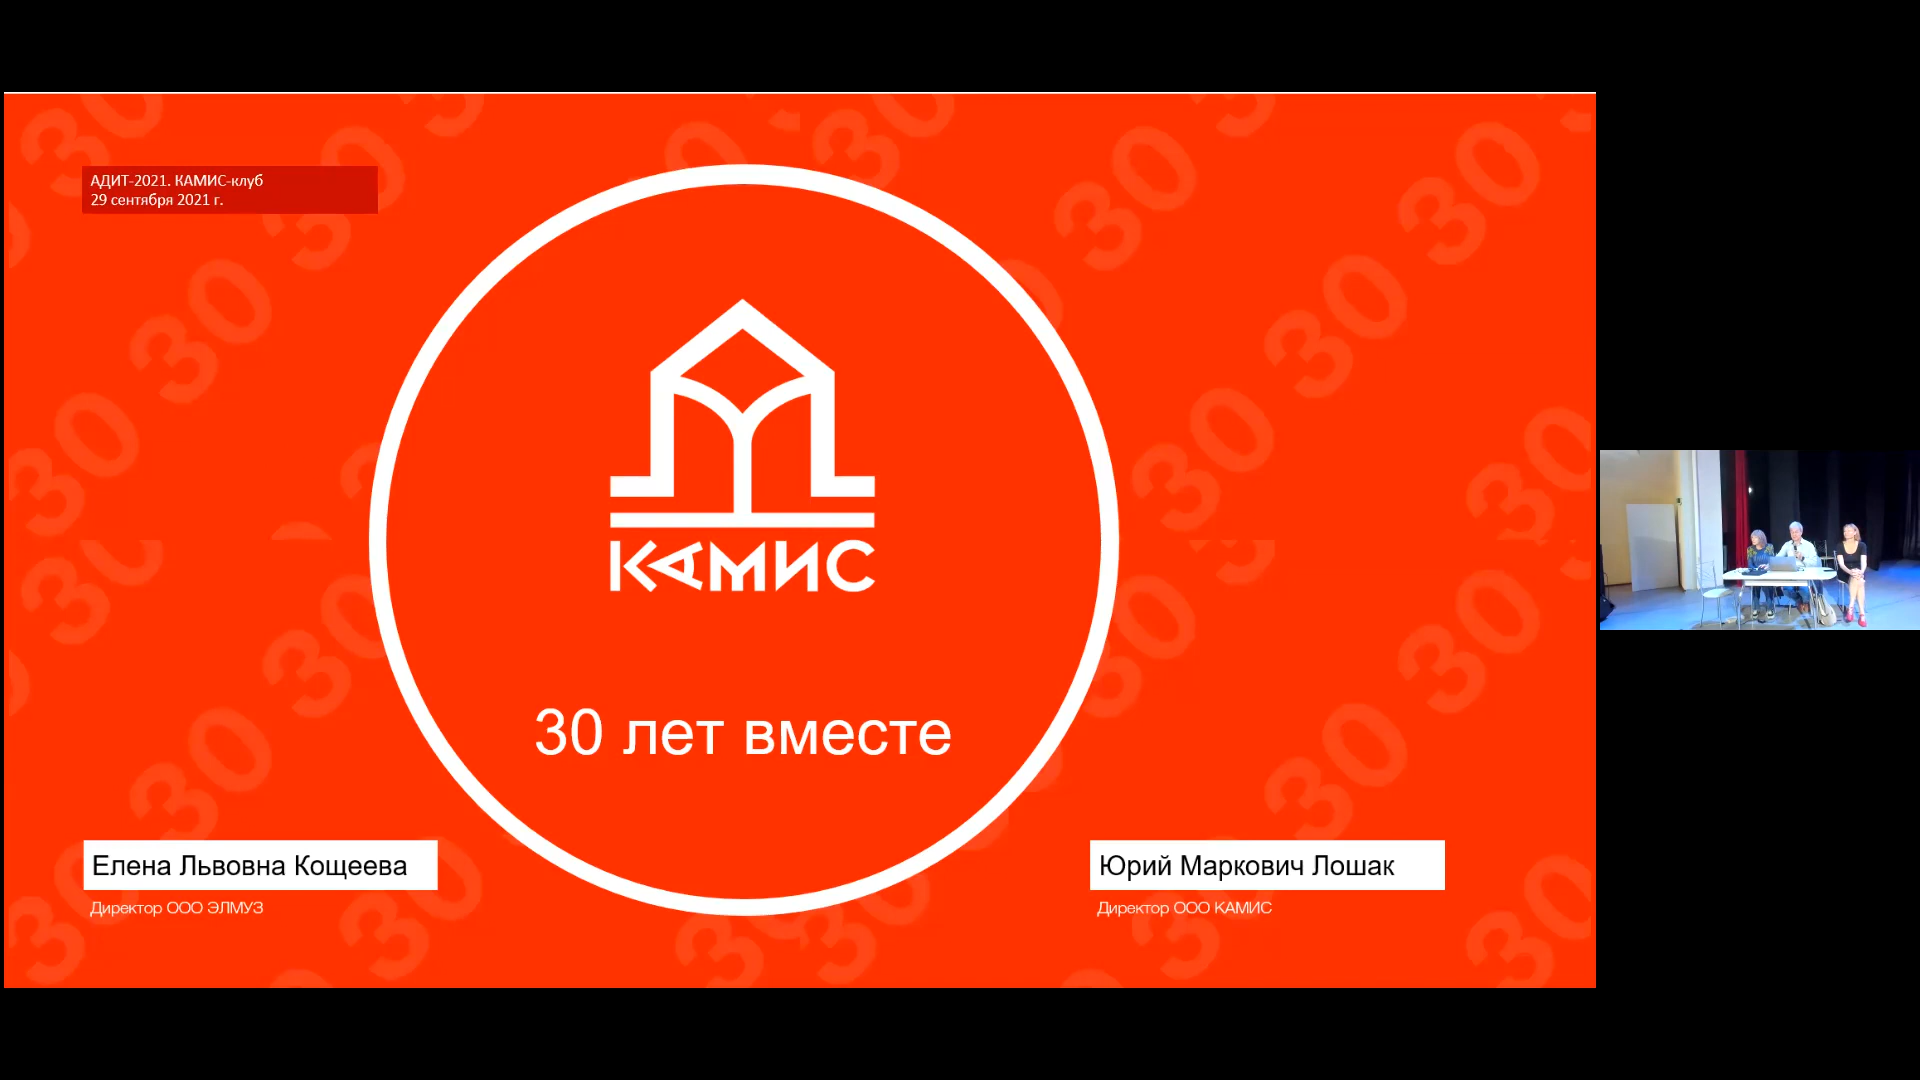 АДИТ-2021. КАМИС-клуб
29 сентября 2021 г.
КАМИС
30 лет вместе
Елена Львовна Кощеева
Директор ООО ЭЛМУЗ
Юрий Маркович Лошак
Директор ООО КАМИС